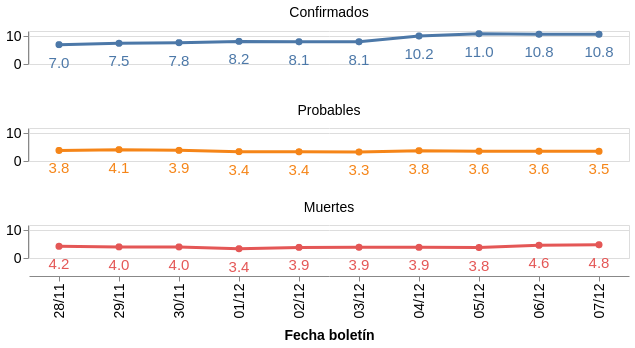 Confirmados
10
0
7.0 7.5 7.8 8.2 8.1 8.1 10.2 11.0 10.8 10.8
Probables
10
0
3.8 4.1 3.9 3.4 3.4 3.3 3.8 3.6 3.6 3.5
Muertes
10
0
4.2 4.0 4.0 3.4 3.9 3.9 3.9 3.8 4.6 4.8
28/11 29/11 30/11 01/12 02/12 03/12 04/12 05/12 06/12 07/12
Fecha boletín